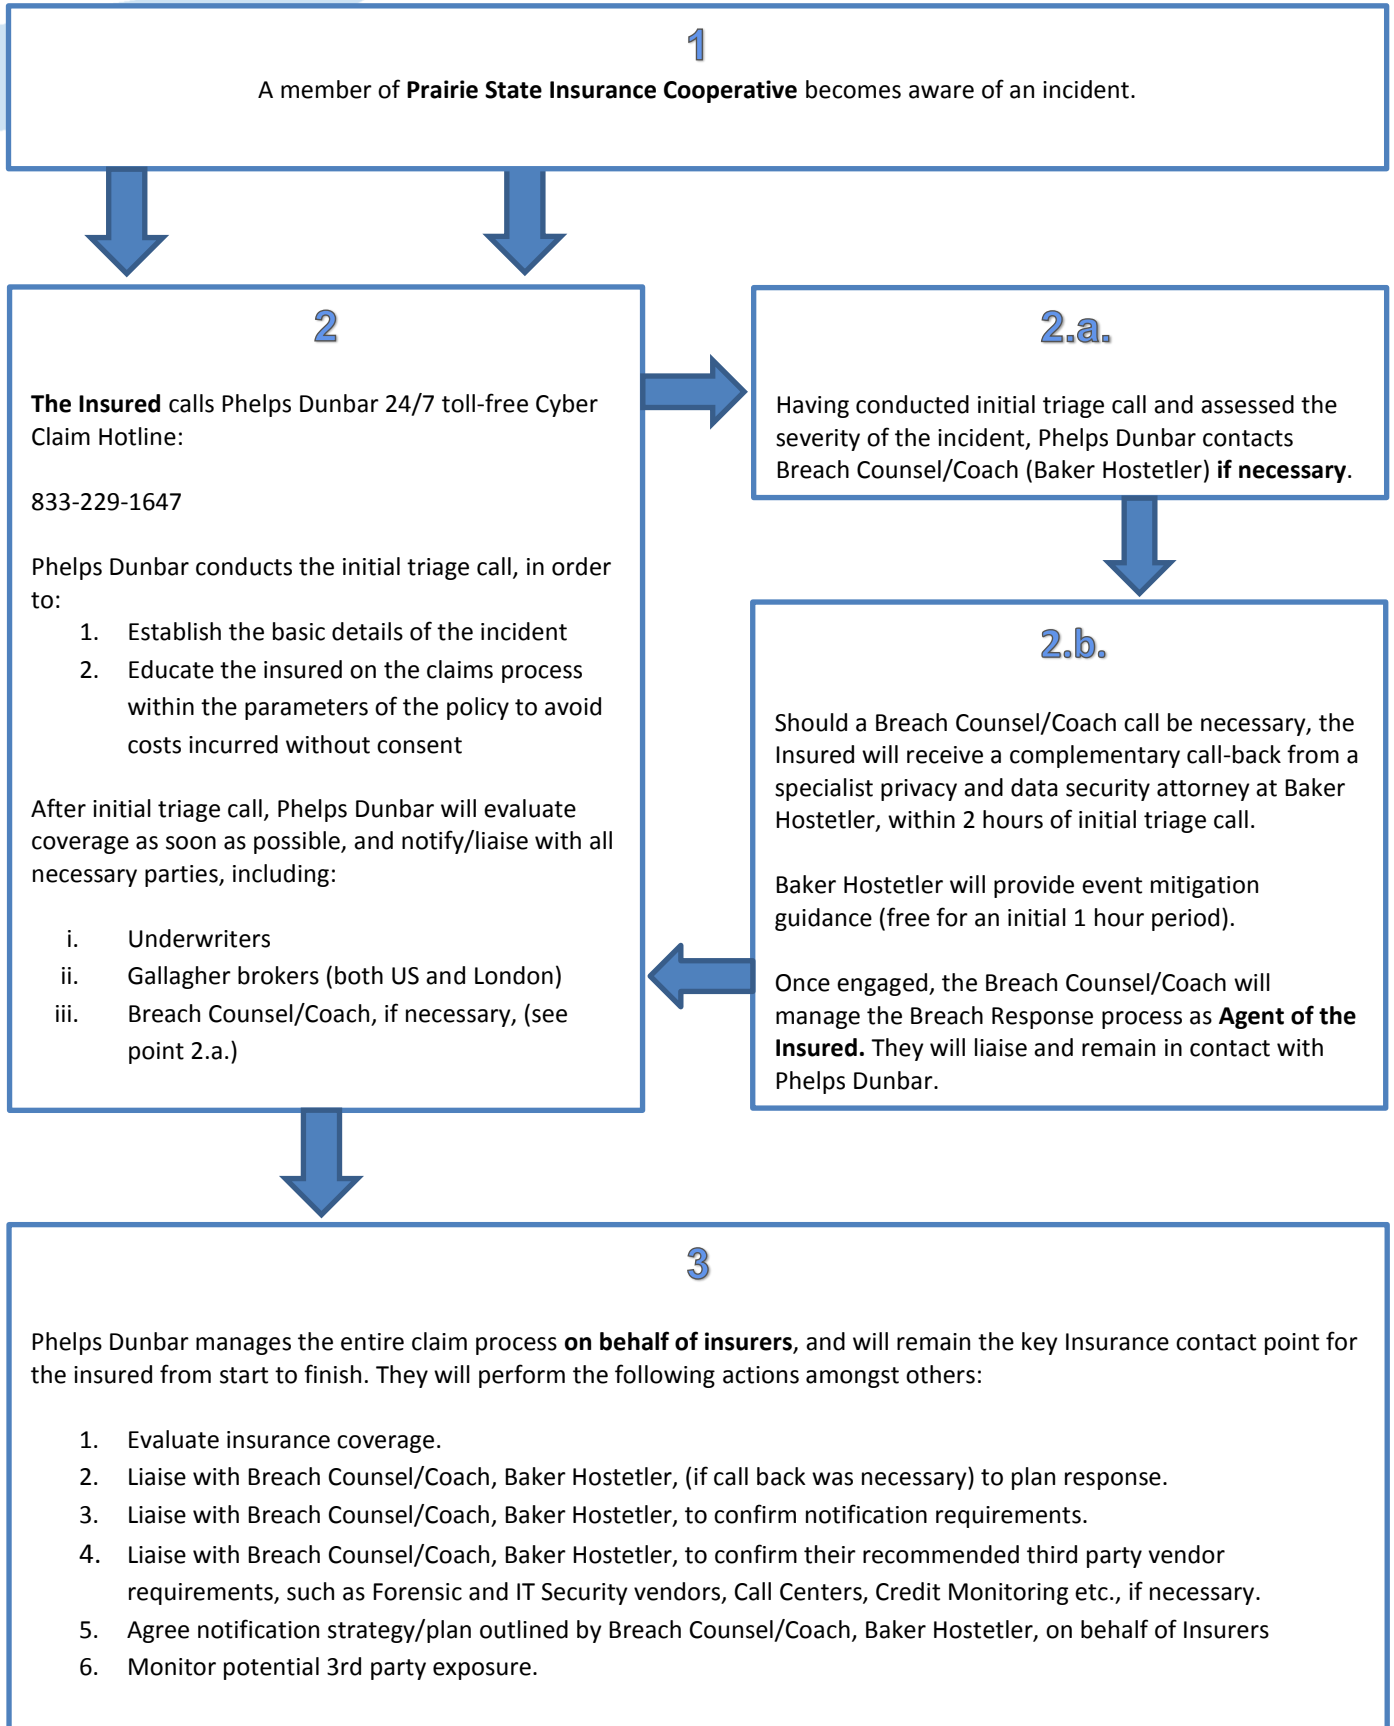 1
A member of Prairie State Insurance Cooperative becomes aware of an incident.
2
The Insured calls Phelps Dunbar 24/7 toll-free Cyber
Claim Hotline:
833-229-1647
Phelps Dunbar conducts the initial triage call, in order
to:
1. Establish the basic details of the incident
2. Educate the insured on the claims process
within the parameters of the policy to avoid
costs incurred without consent
After initial triage call, Phelps Dunbar will evaluate
coverage as soon as possible, and notify/liaise with all
necessary parties, including:
i. Underwriters
ii. Gallagher brokers (both US and London)
iii. Breach Counsel/Coach, if necessary, (see
point 2.a.)
2.a.
Having conducted initial triage call and assessed the
severity of the incident, Phelps Dunbar contacts
Breach Counsel/Coach (Baker Hostetler) if necessary.
2.b.
Should a Breach Counsel/Coach call be necessary, the
Insured will receive a complementary call-back from a
specialist privacy and data security attorney at Baker
Hostetler, within 2 hours of initial triage call.
Baker Hostetler will provide event mitigation
guidance (free for an initial 1 hour period).
Once engaged, the Breach Counsel/Coach will
manage the Breach Response process as Agent of the
Insured. They will liaise and remain in contact with
Phelps Dunbar.
3
Phelps Dunbar manages the entire claim process on behalf of insurers, and will remain the key Insurance contact point for
the insured from start to finish. They will perform the following actions amongst others:
1. Evaluate insurance coverage.
2. Liaise with Breach Counsel/Coach, Baker Hostetler, (if call back was necessary) to plan response.
3. Liaise with Breach Counsel/Coach, Baker Hostetler, to confirm notification requirements.
4. Liaise with Breach Counsel/Coach, Baker Hostetler, to confirm their recommended third party vendor
requirements, such as Forensic and IT Security vendors, Call Centers, Credit Monitoring etc., if necessary.
5. Agree notification strategy/plan outlined by Breach Counsel/Coach, Baker Hostetler, on behalf of Insurers
6. Monitor potential 3rd party exposure.